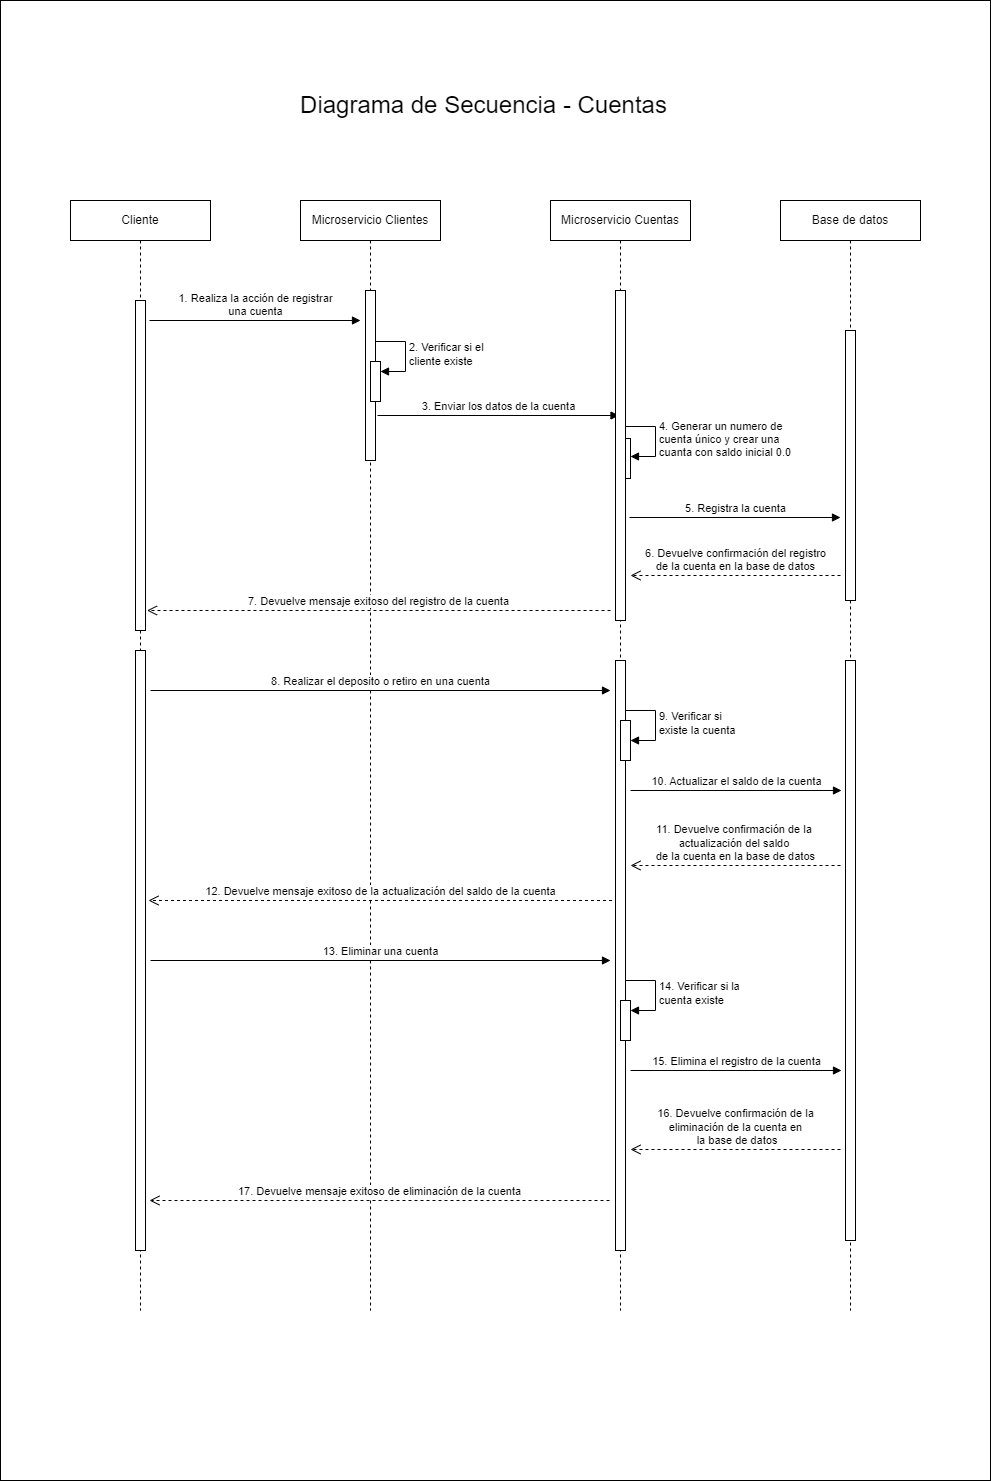 Diagrama de Secuencia - Cuentas
Cliente
Microservicio Clientes
Microservicio Cuentas
Base de datos
1. Realiza la acción de registrar
una cuenta
2. Verificar si el
cliente existe
3. Enviar los datos de la cuenta
4. Generar un numero de
cuenta único y crear una
cuanta con saldo inicial 0.0
5. Registra la cuenta
6. Devuelve confirmación del registro
de la cuenta en la base de datos
7. Devuelve mensaje exitoso del registro de la cuenta
8. Realizar el deposito o retiro en una cuenta
9. Verificar si
existe la cuenta
10. Actualizar el saldo de la cuenta
11. Devuelve confirmación de la
actualización del saldo
de la cuenta en la base de datos
12. Devuelve mensaje exitoso de la actualización del saldo de la cuenta
13. Eliminar una cuenta
14. Verificar si la
cuenta existe
15. Elimina el registro de la cuenta
16. Devuelve confirmación de la
eliminación de la cuenta en
la base de datos
17. Devuelve mensaje exitoso de eliminación de la cuenta